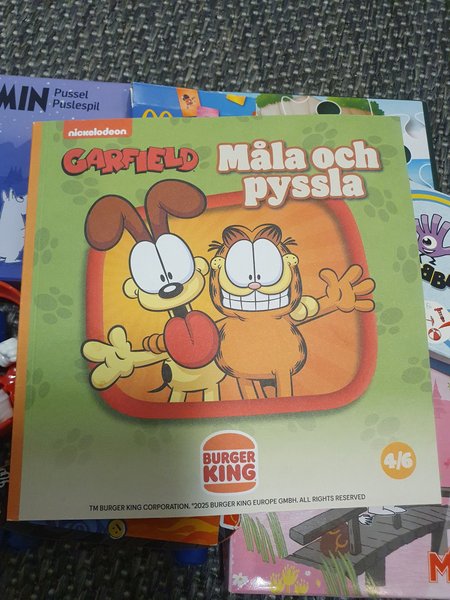 MIN
Pussel
Puslespil
nickelodeon
GARFIELD
Måla och
pyssla
BURGER
KING
4/6
TM BURGER KING CORPORATION. ©2025 BURGER KING EUROPE GMBH. ALL RIGHTS RESERVED
M